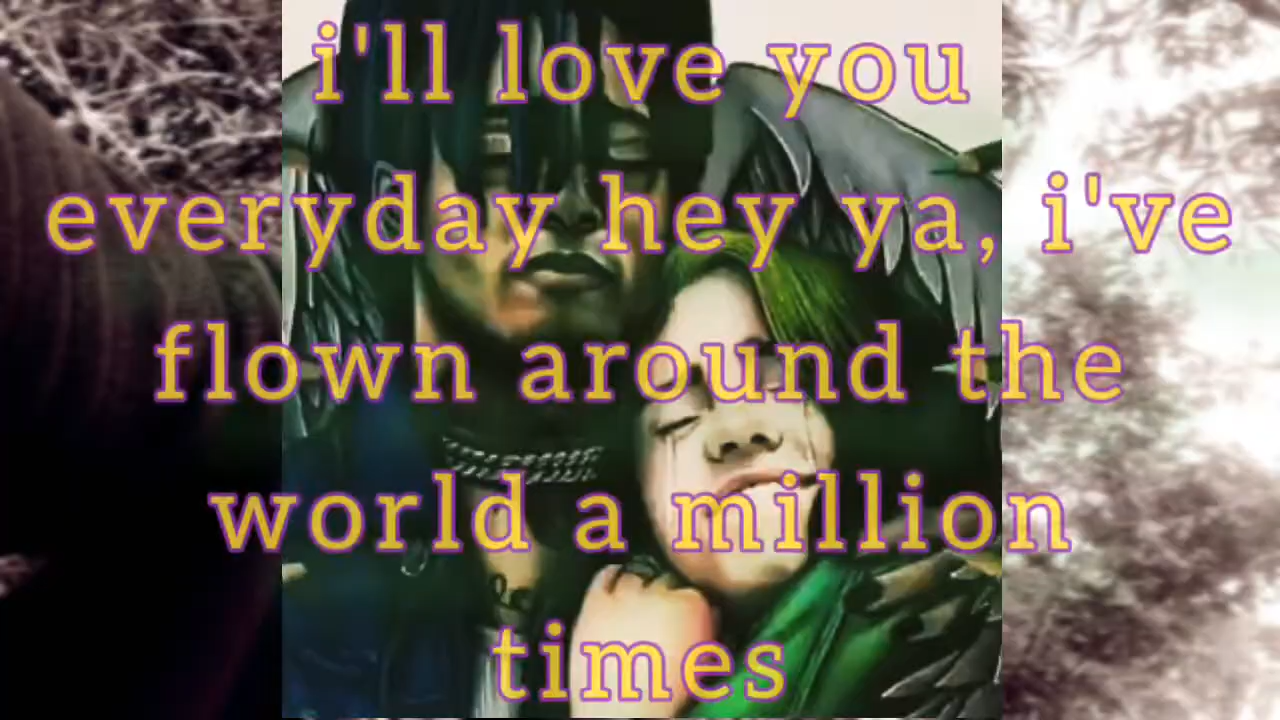 i'll love you
everyday hey ya, i've
flown around the
world a million
times